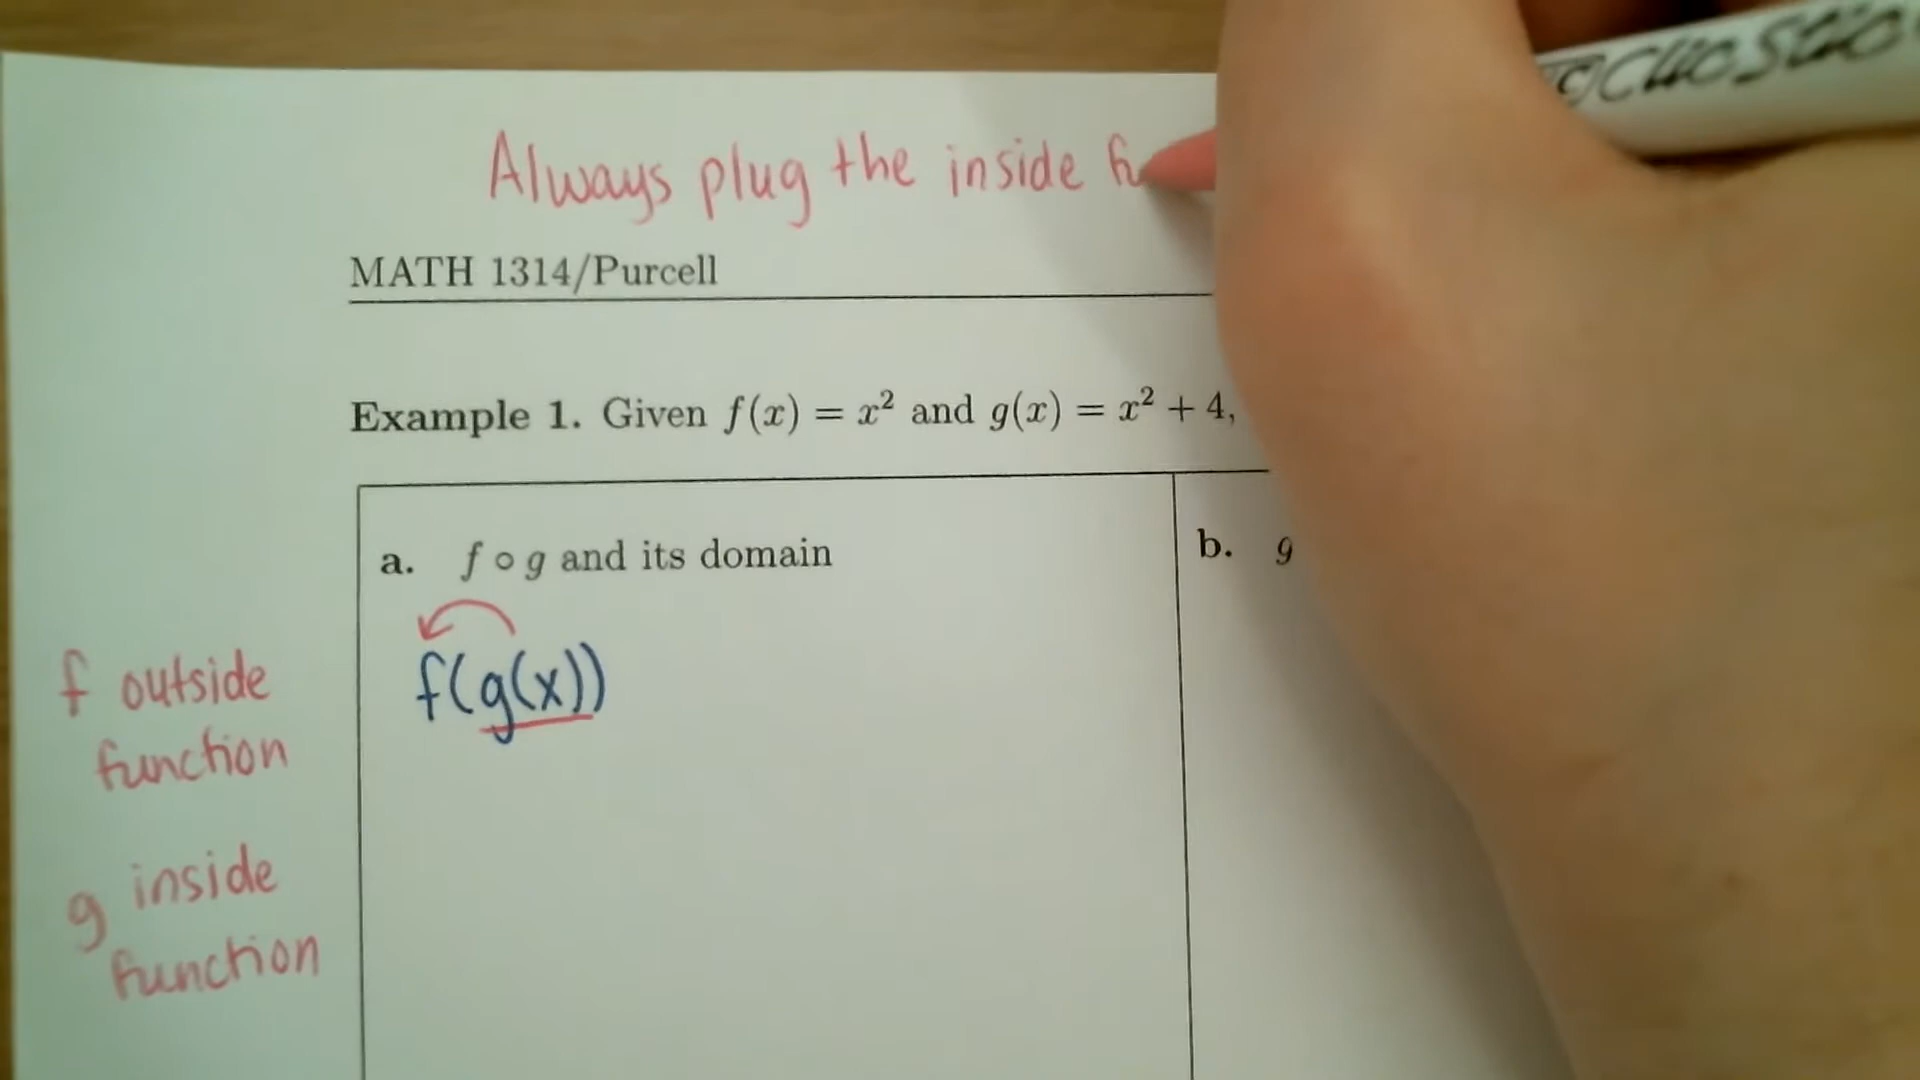 Always plug the inside fu
MATH 1314/Purcell
Example 1. Given f(x) = x² and g(x) = x² + 4,
a. f ∘ g and its domain
b. g
f(g(x))
f outside
function
g inside
function